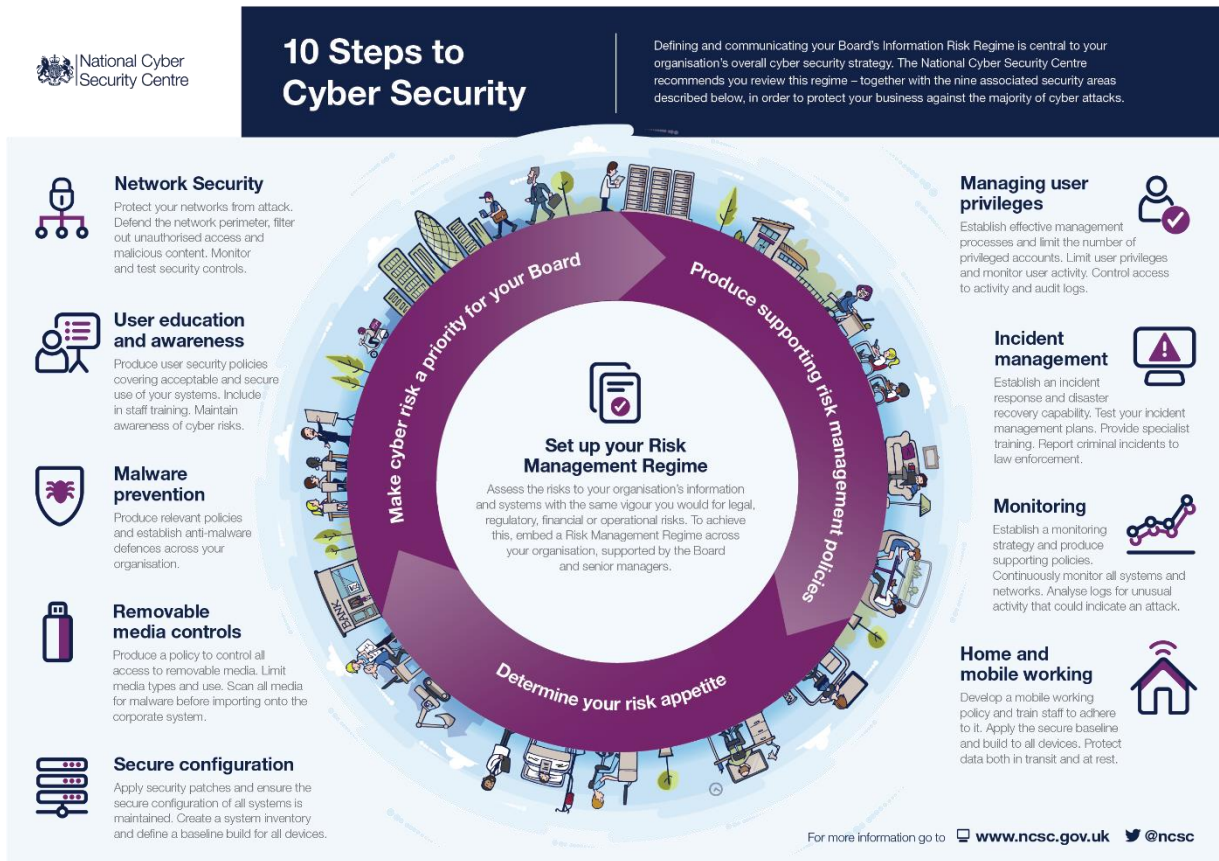 National Cyber
Security Centre
10 Steps to
Cyber Security
Defining and communicating your Board's Information Risk Regime is central to your
organisation's overall cyber security strategy. The National Cyber Security Centre
recommends you review this regime – together with the nine associated security areas
described below, in order to protect your business against the majority of cyber attacks.
Network Security
Protect your networks from attack.
Defend the network perimeter, filter
out unauthorised access and
malicious content. Monitor
and test security controls.
User education
and awareness
Produce user security policies
covering acceptable and secure
use of your systems. Include
in staff training. Maintain
awareness of cyber risks.
Malware
prevention
Produce relevant policies
and establish anti-malware
defences across your
organisation.
Removable
media controls
Produce a policy to control all
access to removable media. Limit
media types and use. Scan all media
for malware before importing onto the
corporate system.
Secure configuration
Apply security patches and ensure the
secure configuration of all systems is
maintained. Create a system inventory
and define a baseline build for all devices.
Make cyber risk a priority for your Board
Produce supporting risk management policies
Determine your risk appetite
BANK
Set up your Risk
Management Regime
Assess the risks to your organisation's information
and systems with the same vigour you would for legal,
regulatory, financial or operational risks. To achieve
this, embed a Risk Management Regime across
your organisation, supported by the Board
and senior managers.
Managing user
privileges
Establish effective management
processes and limit the number of
privileged accounts. Limit user privileges
and monitor user activity. Control access
to activity and audit logs.
Incident
management
Establish an incident
response and disaster
recovery capability. Test your incident
management plans. Provide specialist
training. Report criminal incidents to
law enforcement.
Monitoring
Establish a monitoring
strategy and produce
supporting policies.
Continuously monitor all systems and
networks. Analyse logs for unusual
activity that could indicate an attack.
Home and
mobile working
Develop a mobile working
policy and train staff to adhere
to it. Apply the secure baseline
and build to all devices. Protect
data both in transit and at rest.
For more information go to www.ncsc.gov.uk @ncsc